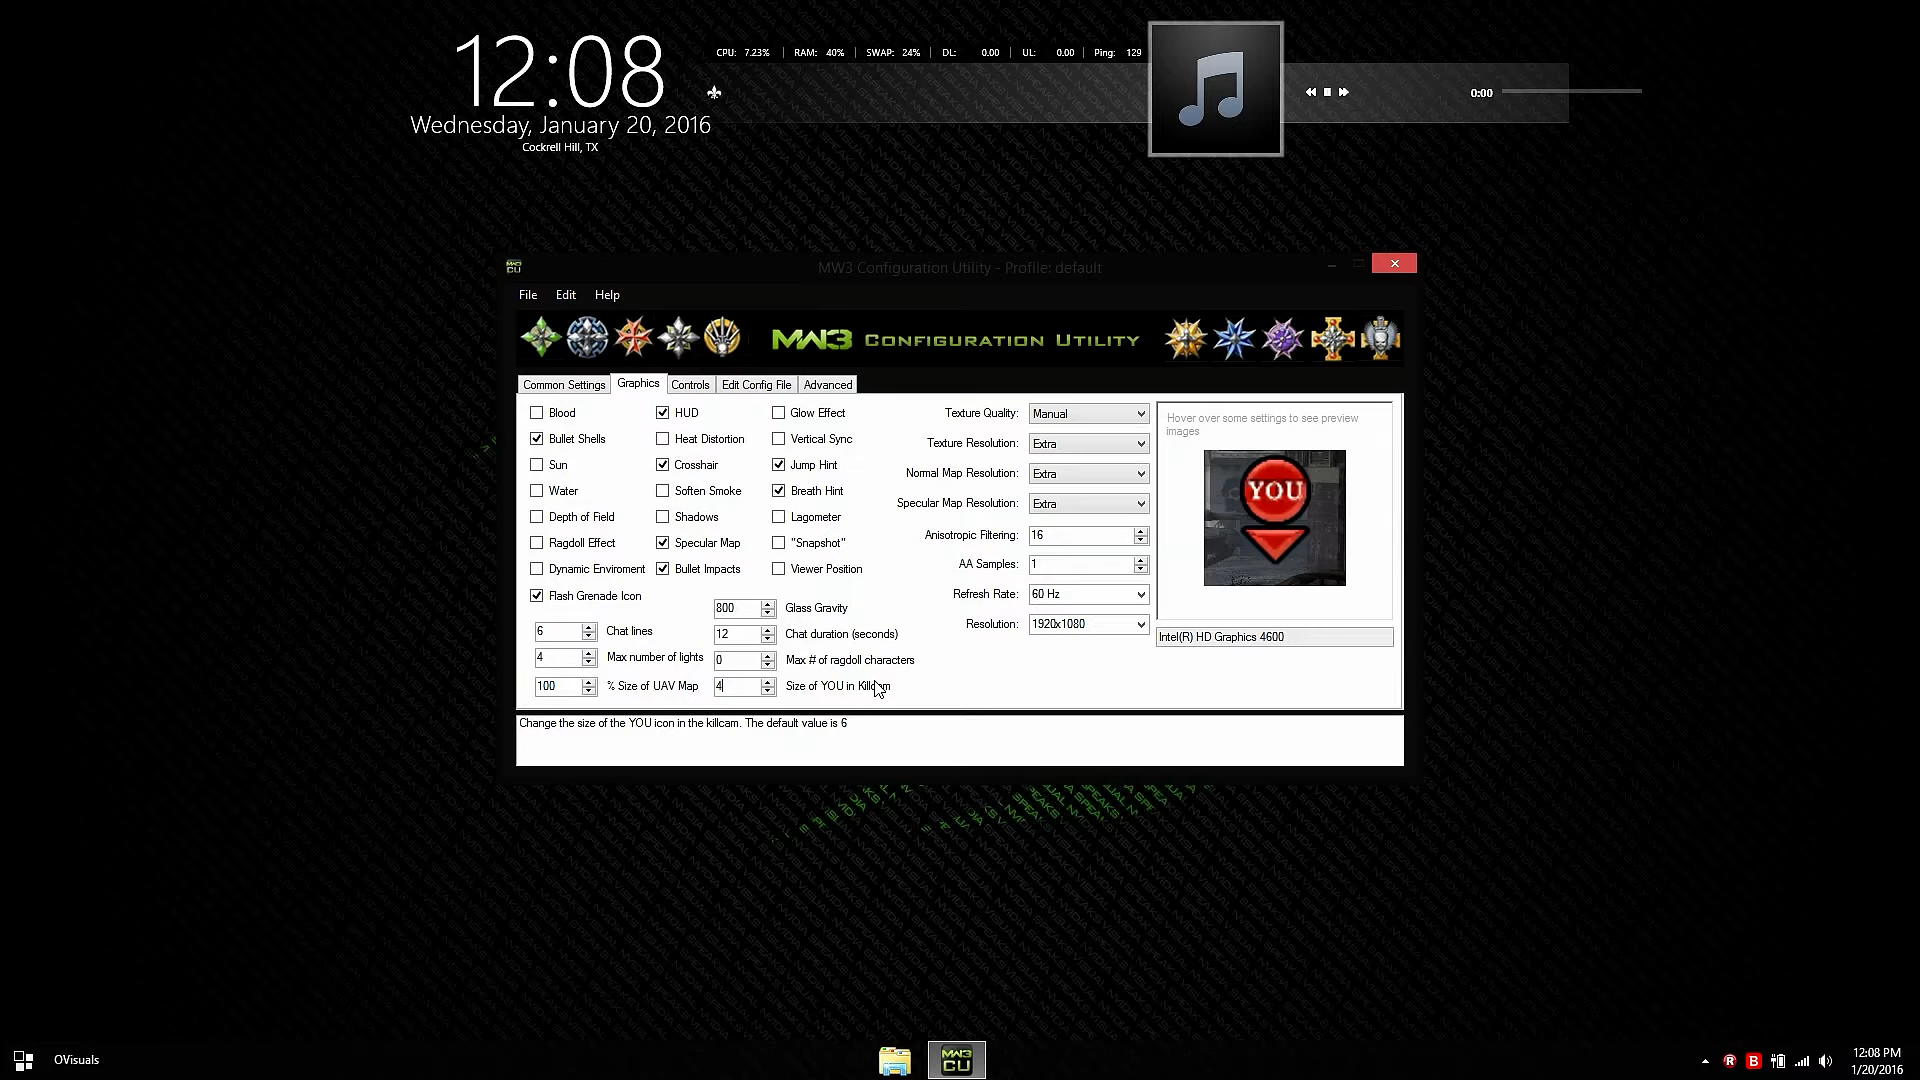 12:08
Wednesday, January 20, 2016
Cockrell Hill, TX
CPU: 7.23% | RAM: 40% | SWAP: 24% | DL: 0.00 | UL: 0.00 | Ping: 129
0:00
MW3 CU
MW3 Configuration Utility - Profile: default
File Edit Help
MW3 Configuration Utility
Common Settings Graphics Controls Edit Config File Advanced
Blood
Bullet Shells
Sun
Water
Depth of Field
Ragdoll Effect
Dynamic Enviroment
Flash Grenade Icon
HUD
Heat Distortion
Crosshair
Soften Smoke
Shadows
Specular Map
Bullet Impacts
Glow Effect
Vertical Sync
Jump Hint
Breath Hint
Lagometer
"Snapshot"
Viewer Position
6 Chat lines
4 Max number of lights
100 % Size of UAV Map
800 Glass Gravity
12 Chat duration (seconds)
0 Max # of ragdoll characters
4 Size of YOU in Killcam
Texture Quality: Manual
Texture Resolution: Extra
Normal Map Resolution: Extra
Specular Map Resolution: Extra
Anisotropic Filtering: 16
AA Samples: 1
Refresh Rate: 60 Hz
Resolution: 1920x1080
Hover over some settings to see preview
images
YOU
Intel(R) HD Graphics 4600
Change the size of the YOU icon in the killcam. The default value is 6
OVisuals
MW3
CU
R
B
12:08 PM
1/20/2016